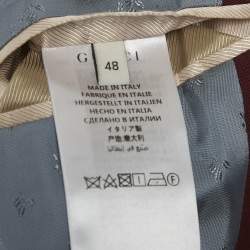 G CI
48
MADE IN ITALY
FABRIQUÉ EN ITALIE
HERGESTELLT IN ITALIEN
HECHO EN ITALIA
СДЕЛАНО В ИТАЛИИ
イタリア製
产地:意大利
صنع في إيطاليا